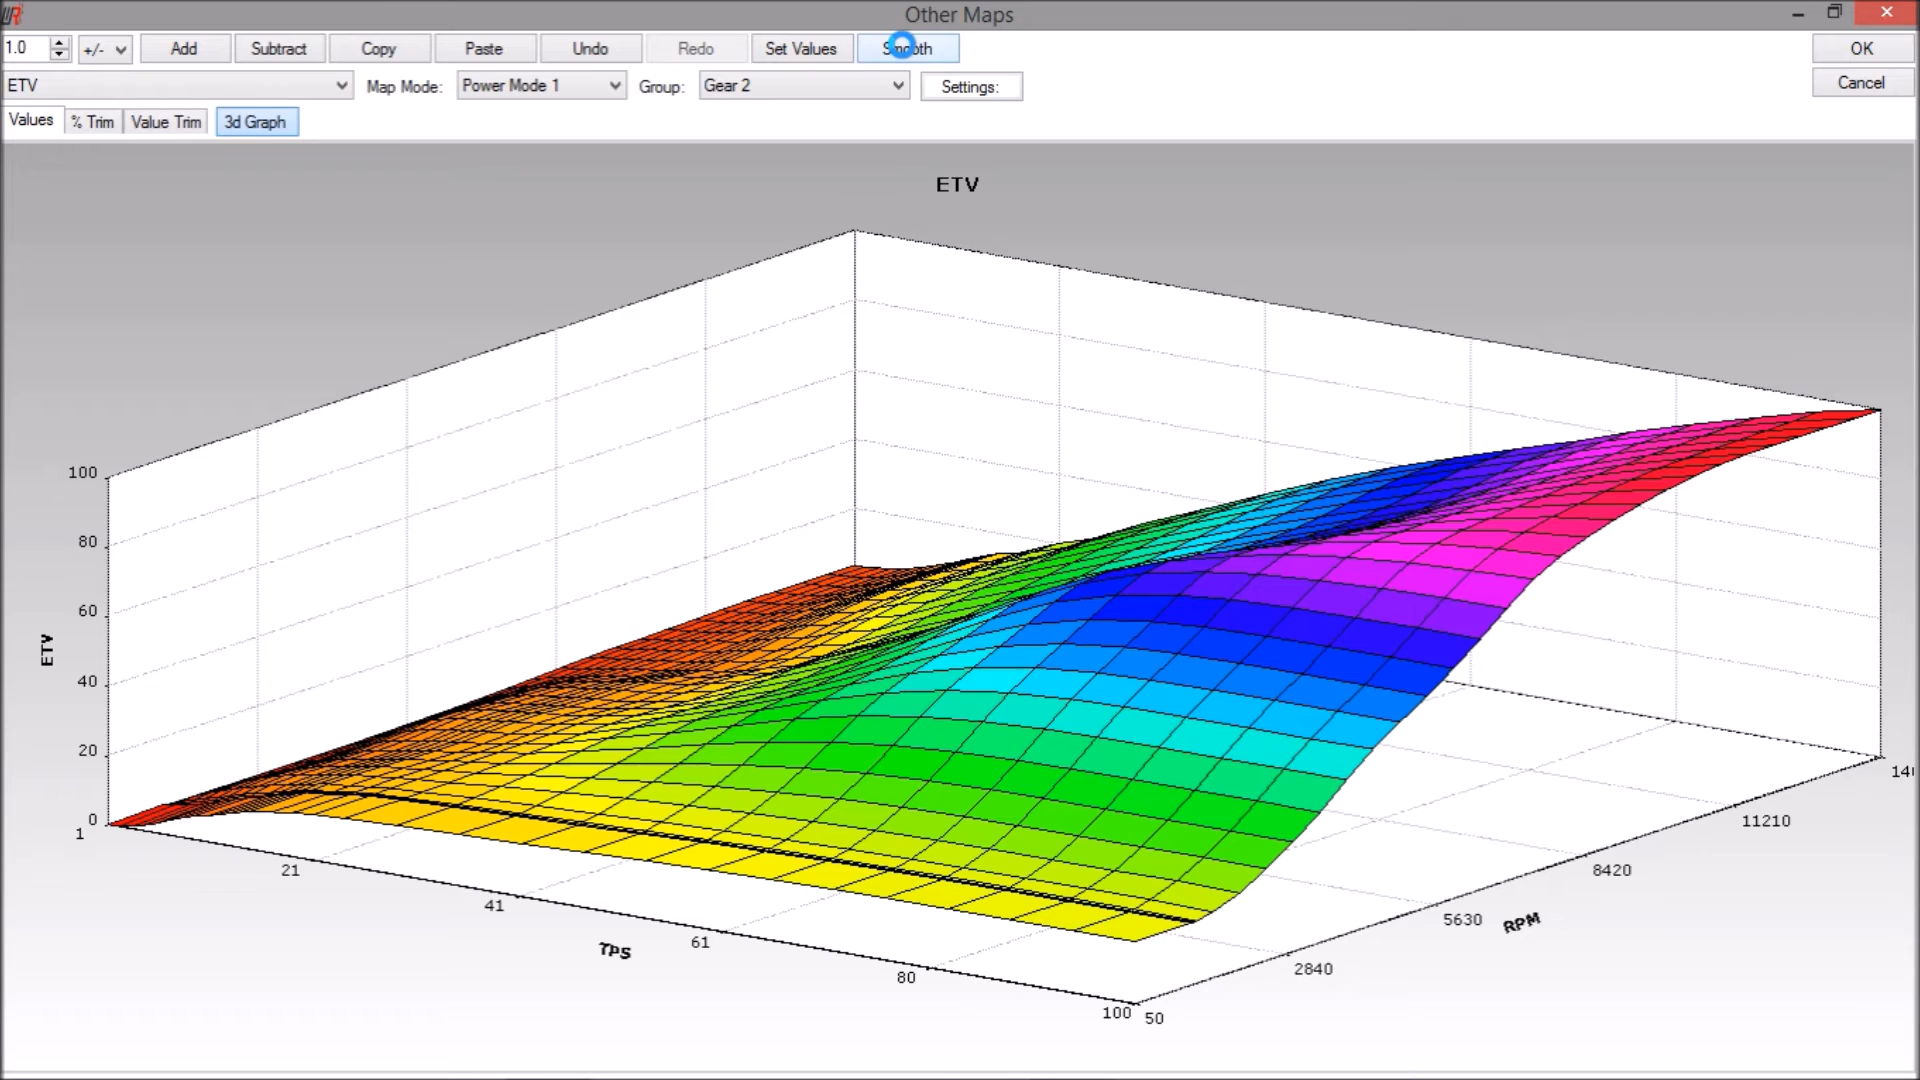 Other Maps
1.0 +/- Add Subtract Copy Paste Undo Redo Set Values Smooth OK
ETV Map Mode: Power Mode 1 Group: Gear 2 Settings: Cancel
Values % Trim Value Trim 3d Graph
ETV
100
80
60
40
20
0
ETV
1
21
41
61
80
100
TPS
50
2840
5630
8420
11210
140
RPM